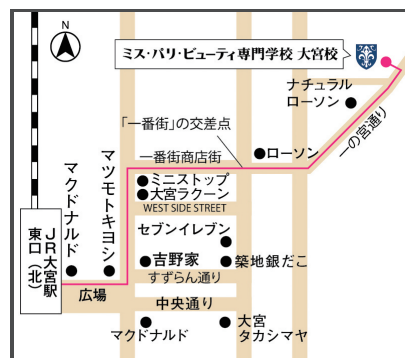 N
ミス・パリ・ビューティ専門学校 大宮校
ナチュラル
ローソン
「一番街」の交差点
一の宮通り
一番街商店街
ローソン
マクドナルド
マツモトキヨシ
ミニストップ
大宮ラクーン
WEST SIDE STREET
セブンイレブン
吉野家
築地銀だこ
すずらん通り
JR大宮駅
東口(北)
広場
中央通り
マクドナルド
大宮
タカシマヤ